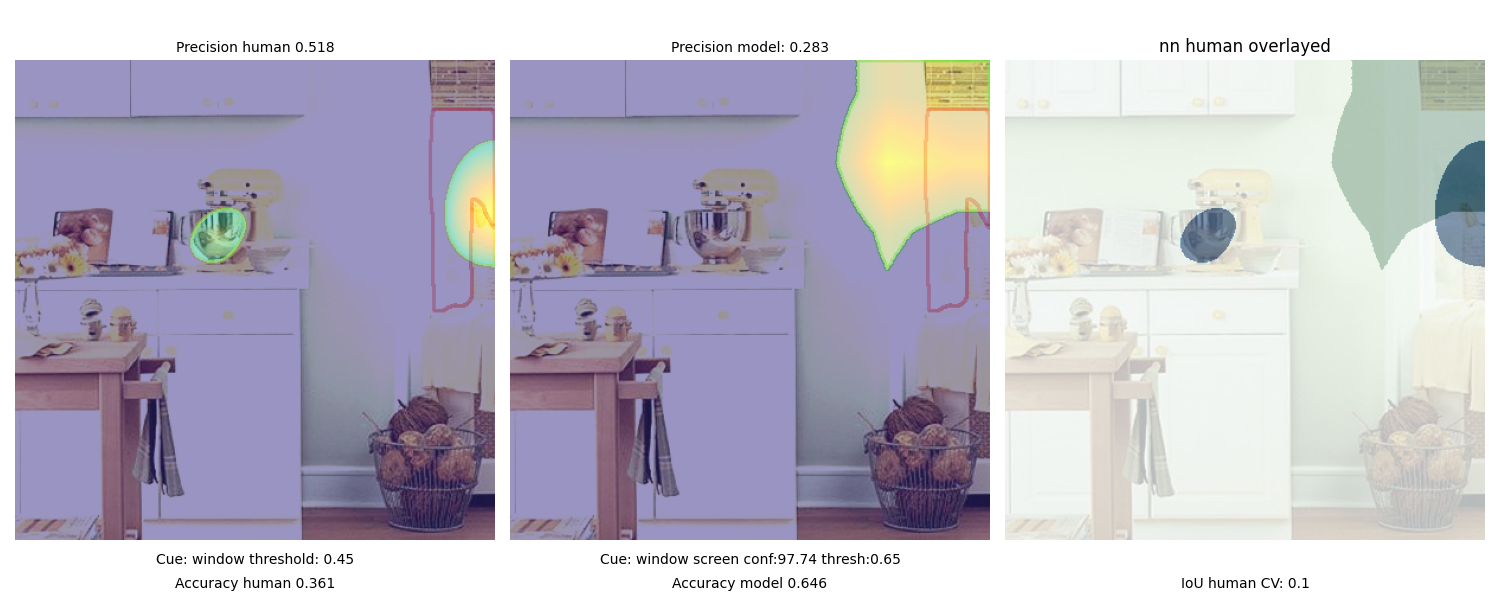 Precision human 0.518
Precision model: 0.283
nn human overlayed
Cue: window threshold: 0.45
Cue: window screen conf:97.74 thresh:0.65
Accuracy human 0.361
Accuracy model 0.646
IoU human CV: 0.1